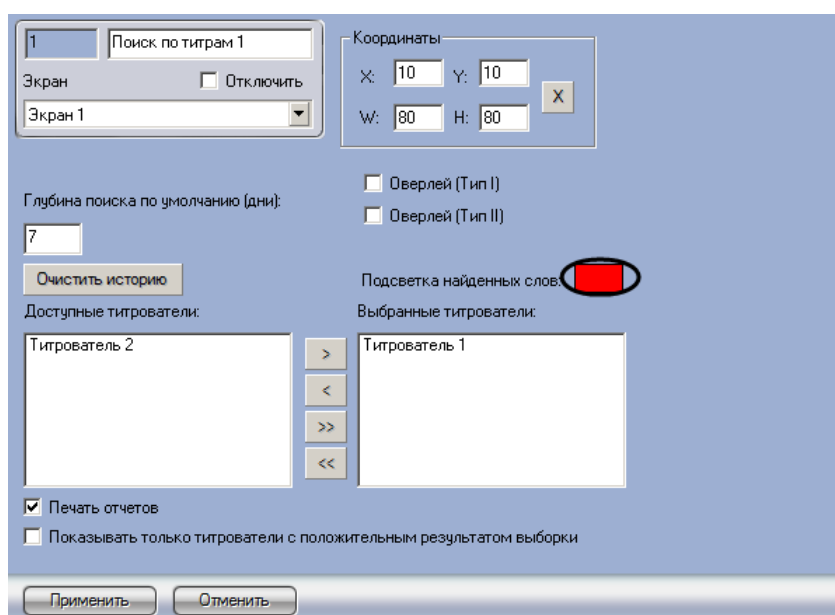 1 Поиск по титрам 1
Экран Отключить
Экран 1
Координаты
X: 10 Y: 10
X
W: 80 H: 80
Оверлей (Тип I)
Оверлей (Тип II)
Глубина поиска по умолчанию (дни):
7
Очистить историю
Подсветка найденных слов:
Доступные титрователи:
Выбранные титрователи:
Титрователь 2
Титрователь 1
>
<
>>
<<
Печать отчетов
Показывать только титрователи с положительным результатом выборки
Применить Отменить